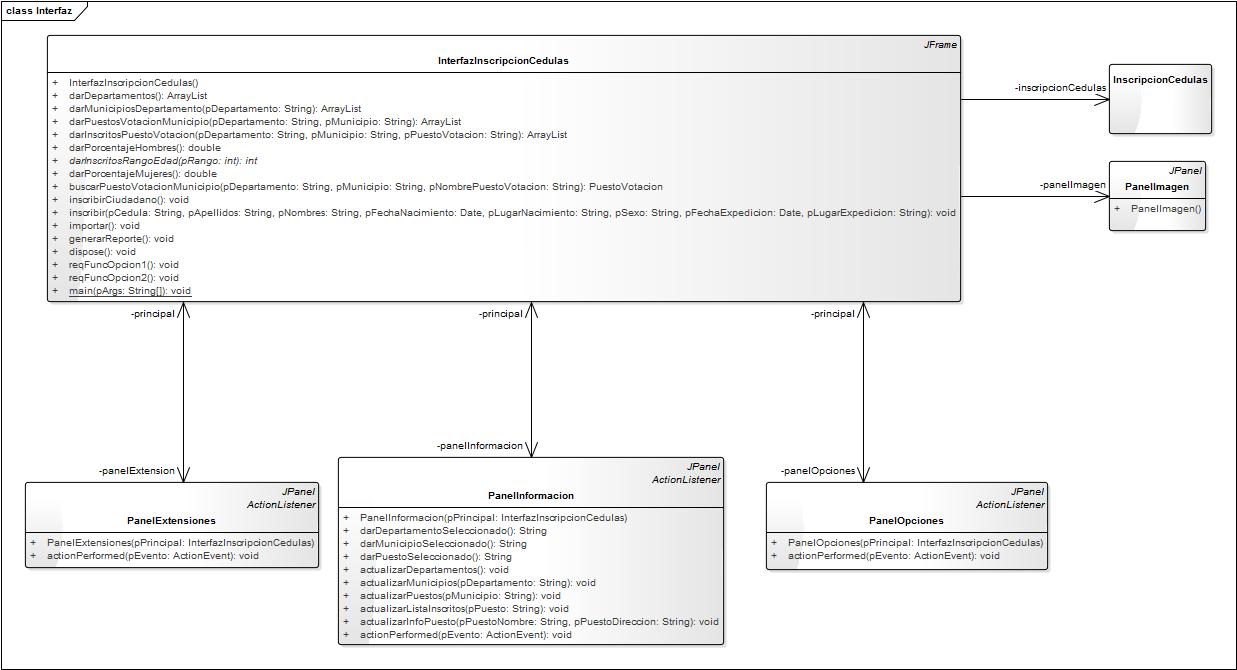 class Interfaz
JFrame
InterfazInscripcionCedulas
+ InterfazInscripcionCedulas()
+ darDepartamentos(): ArrayList
+ darMunicipiosDepartamento(pDepartamento: String): ArrayList
+ darPuestosVotacionMunicipio(pDepartamento: String, pMunicipio: String): ArrayList
+ darInscritosPuestoVotacion(pDepartamento: String, pMunicipio: String, pPuestoVotacion: String): ArrayList
+ darPorcentajeHombres(): double
+ darInscritosRangoEdad(pRango: int): int
+ darPorcentajeMujeres(): double
+ buscarPuestoVotacionMunicipio(pDepartamento: String, pMunicipio: String, pNombrePuestoVotacion: String): PuestoVotacion
+ inscribirCiudadano(): void
+ inscribir(pCedula: String, pApellidos: String, pNombres: String, pFechaNacimiento: Date, pLugarNacimiento: String, pSexo: String, pFechaExpedicion: Date, pLugarExpedicion: String): void
+ importar(): void
+ generarReporte(): void
+ dispose(): void
+ reqFuncOpcion1(): void
+ reqFuncOpcion2(): void
+ main(pArgs: String[]): void
-inscripcionCedulas
InscripcionCedulas
-panelImagen
JPanel
PanelImagen
+ PanelImagen()
-principal
-principal
-principal
-panelExtension
-panelInformacion
-panelOpciones
JPanel
ActionListener
PanelExtensiones
+ PanelExtensiones(pPrincipal: InterfazInscripcionCedulas)
+ actionPerformed(pEvento: ActionEvent): void
JPanel
ActionListener
PanelInformacion
+ PanelInformacion(pPrincipal: InterfazInscripcionCedulas)
+ darDepartamentoSeleccionado(): String
+ darMunicipioSeleccionado(): String
+ darPuestoSeleccionado(): String
+ actualizarDepartamentos(): void
+ actualizarMunicipios(pDepartamento: String): void
+ actualizarPuestos(pMunicipio: String): void
+ actualizarListaInscritos(pPuesto: String): void
+ actualizarInfoPuesto(pPuestoNombre: String, pPuestoDireccion: String): void
+ actionPerformed(pEvento: ActionEvent): void
JPanel
ActionListener
PanelOpciones
+ PanelOpciones(pPrincipal: InterfazInscripcionCedulas)
+ actionPerformed(pEvento: ActionEvent): void